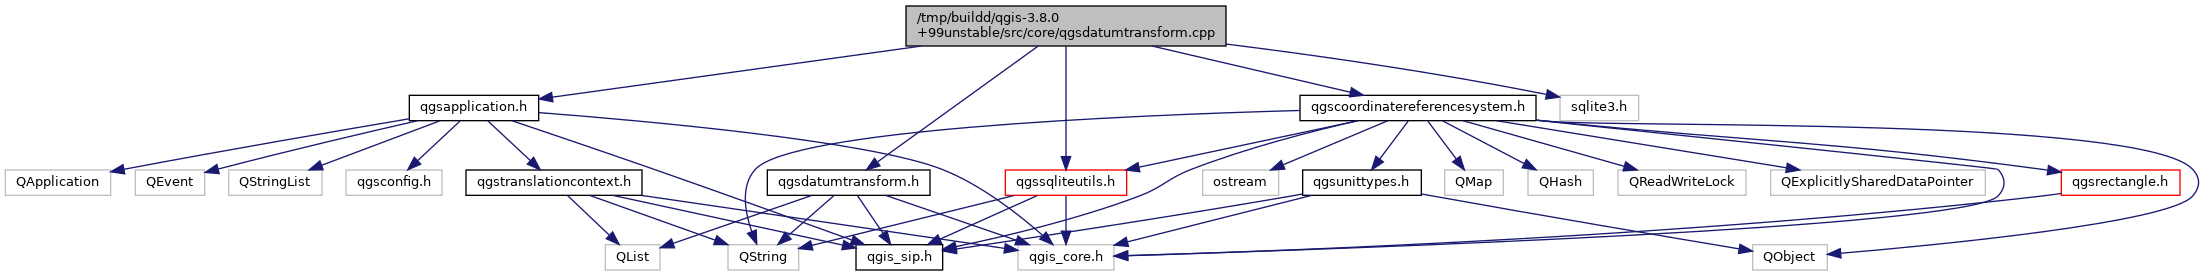 /tmp/buildd/qgis-3.8.0
+99unstable/src/core/qgsdatumtransform.cpp
qgsapplication.h
qgscoordinatereferencesystem.h
sqlite3.h
QApplication
QEvent
QStringList
qgsconfig.h
qgstranslationcontext.h
qgsdatumtransform.h
qgssqliteutils.h
ostream
qgsunittypes.h
QMap
QHash
QReadWriteLock
QExplicitlySharedDataPointer
qgsrectangle.h
QList
QString
qgis_sip.h
qgis_core.h
QObject